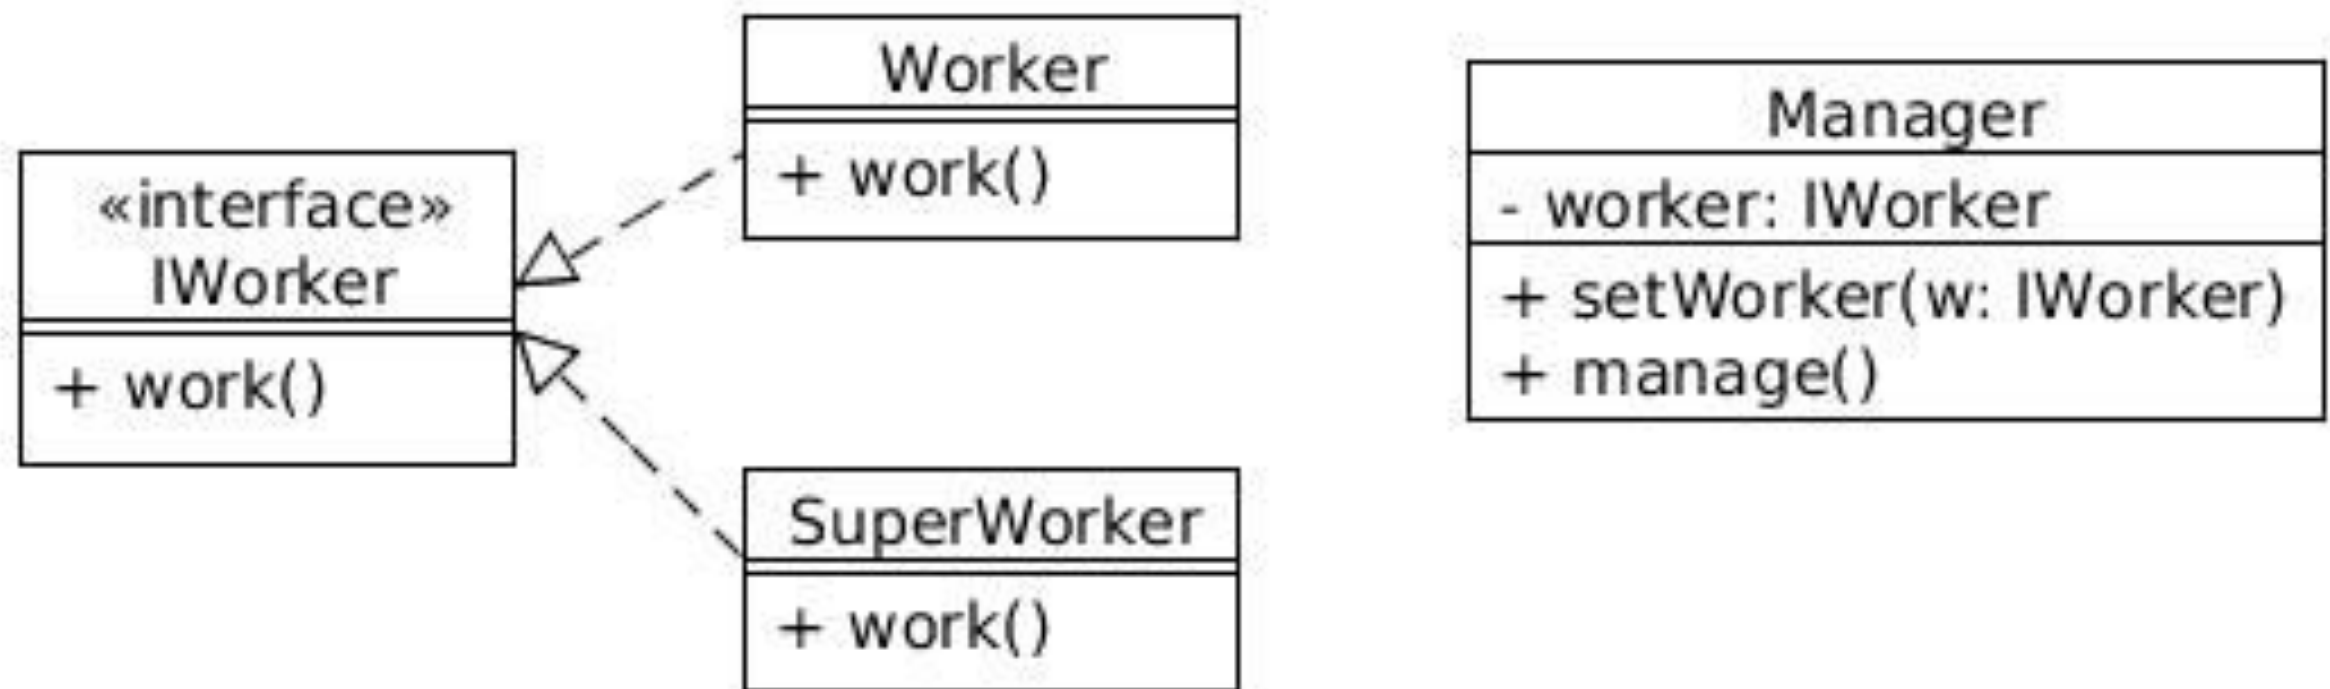 «interface»
IWorker
+ work()
Worker
+ work()
SuperWorker
+ work()
Manager
- worker: IWorker
+ setWorker(w: IWorker)
+ manage()